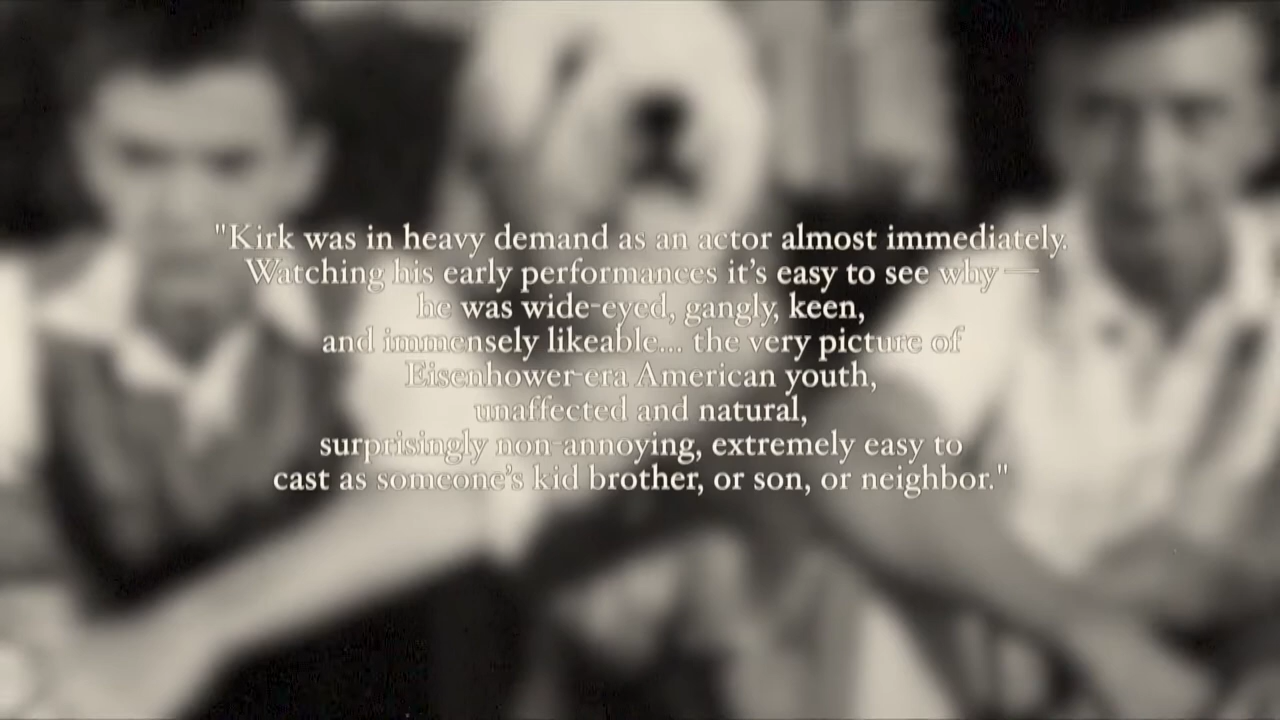 "Kirk was in heavy demand as an actor almost immediately.
Watching his early performances it’s easy to see why —
he was wide-eyed, gangly, keen,
and immensely likeable... the very picture of
Eisenhower-era American youth,
unaffected and natural,
surprisingly non-annoying, extremely easy to
cast as someone’s kid brother, or son, or neighbor."